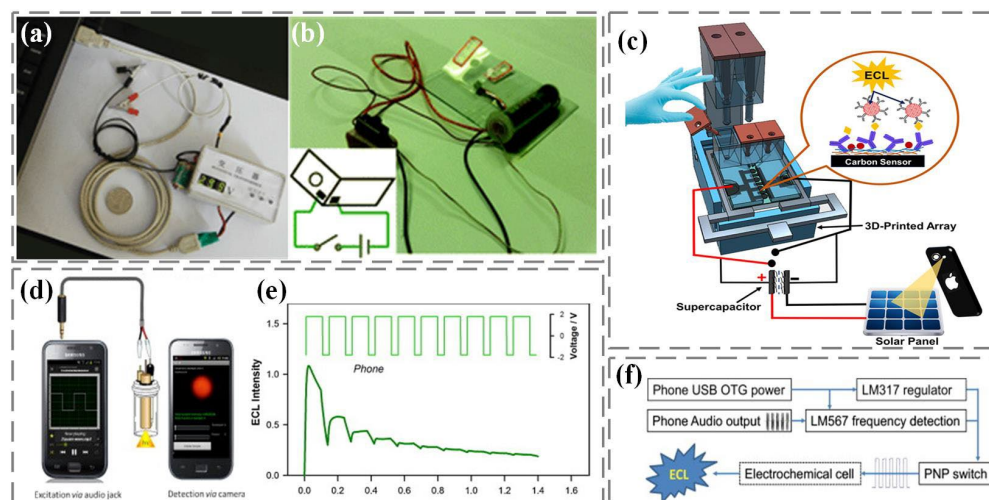 (a)
(b)
(c)
ECL
Carbon Sensor
3D-Printed Array
+
-
Supercapacitor
Solar Panel
(d)
SAMSUNG
SAMSUNG
Excitation via audio jack
Detection via camera
(e)
ECL Intensity
1.5
1.0
0.5
0.0
2
0
-2
Voltage / V
Phone
0.0 0.2 0.4 0.6 0.8 1.0 1.2 1.4 1.6
(f)
Phone USB OTG power
LM317 regulator
Phone Audio output
LM567 frequency detection
ECL
Electrochemical cell
PNP switch